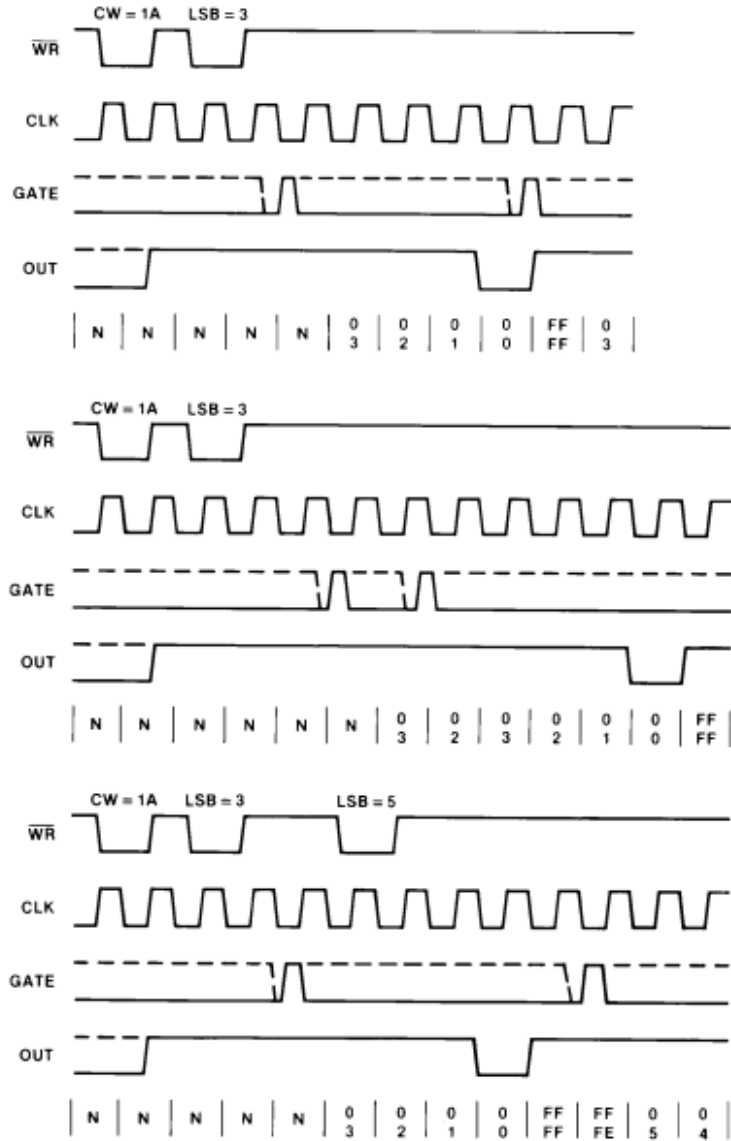 CW = 1A LSB = 3
WR
CLK
GATE
OUT
N N N N N 0 0 0 0 FF 0
3 2 1 0 FF 3
CW = 1A LSB = 3
WR
CLK
GATE
OUT
N N N N N N 0 0 0 0 0 0 FF
3 2 3 2 1 0 FF
CW = 1A LSB = 3 LSB = 5
WR
CLK
GATE
OUT
N N N N N 0 0 0 0 FF FF 0 0
3 2 1 0 FF FE 5 4